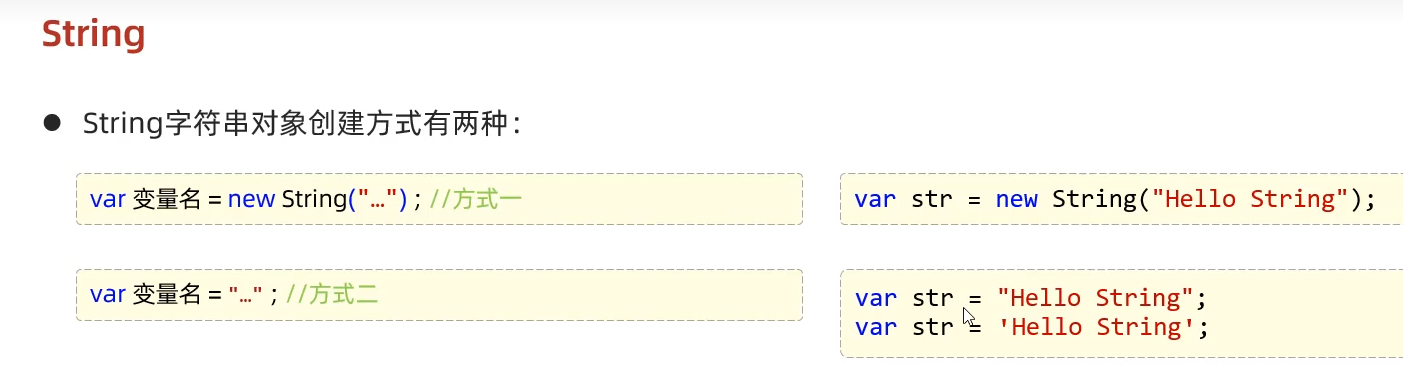 String
● String字符串对象创建方式有两种：
var 变量名 = new String("…") ; //方式一
var str = new String("Hello String");
var 变量名 = "…" ; //方式二
var str = "Hello String";
var str = 'Hello String';